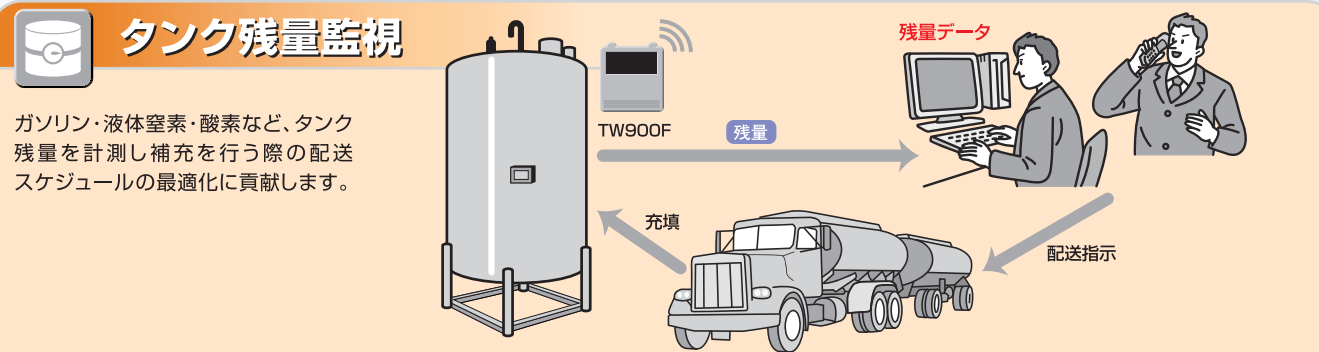 タンク残量監視
ガソリン・液体窒素・酸素など、タンク
残量を計測し補充を行う際の配送
スケジュールの最適化に貢献します。
TW900F
残量
残量データ
充填
配送指示